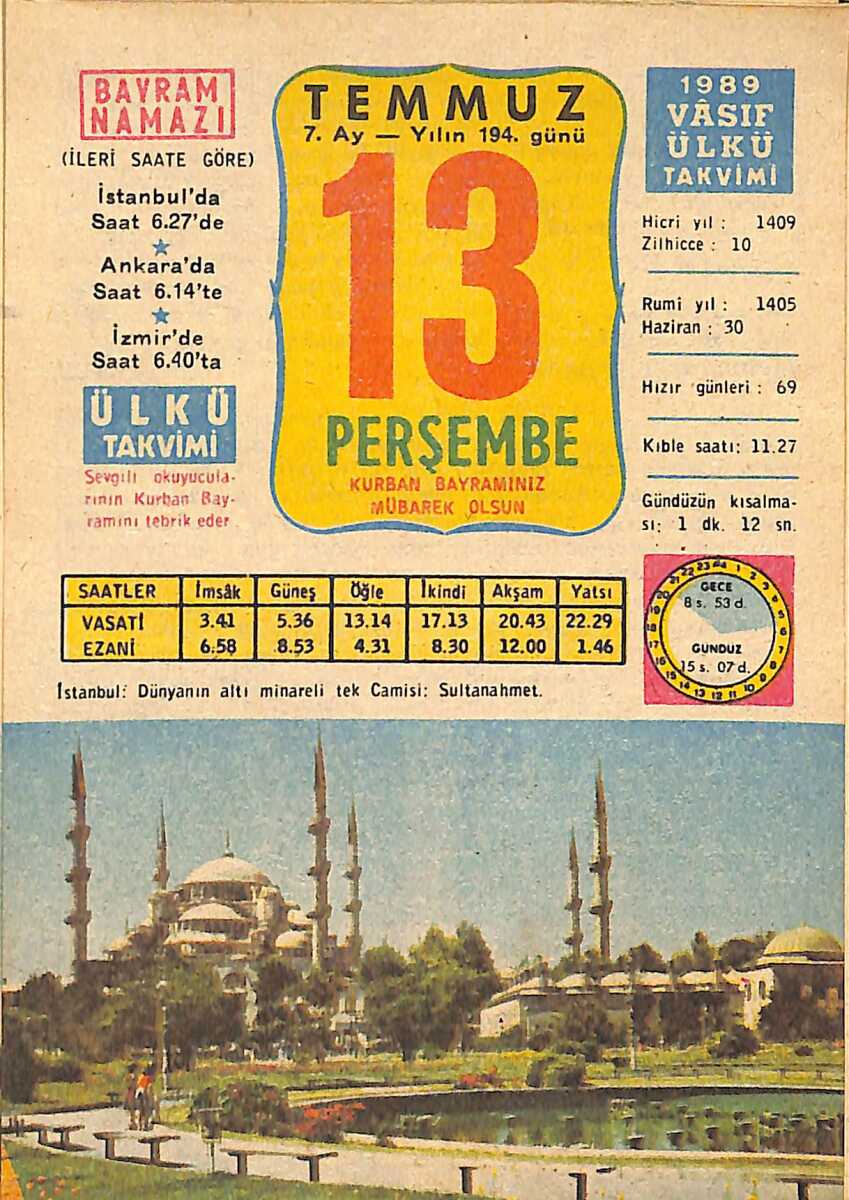 BAYRAM
NAMAZI
(İLERİ SAATE GÖRE)
İstanbul'da
Saat 6.27'de
Ankara'da
Saat 6.14'te
İzmir'de
Saat 6.40'ta
ÜLKÜ
TAKVİMİ
Sevgili okuyucula-
rının Kurban Bay-
ramını tebrik eder
TEMMUZ
7. Ay — Yılın 194. günü
13
PERŞEMBE
KURBAN BAYRAMINIZ
MÜBAREK OLSUN
1989
VÂSIF
ÜLKÜ
TAKVİMİ
Hicri yıl : 1409
Zilhicce : 10
Rumi yıl : 1405
Haziran : 30
Hızır günleri : 69
Kıble saatı: 11.27
Gündüzün kısalma-
sı: 1 dk. 12 sn.
SAATLER İmsâk Güneş Öğle İkindi Akşam Yatsı
VASATİ 3.41 5.36 13.14 17.13 20.43 22.29
EZANİ 6.58 8.53 4.31 8.30 12.00 1.46
GECE
8 s. 53 d.
GUNDUZ
15 s. 07 d.
İstanbul: Dünyanın altı minareli tek Camisi: Sultanahmet.